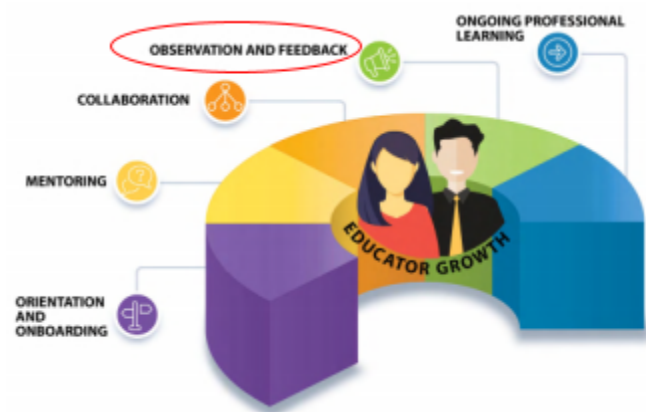 ONGOING PROFESSIONAL
LEARNING
OBSERVATION AND FEEDBACK
COLLABORATION
MENTORING
ORIENTATION
AND
ONBOARDING
EDUCATOR GROWTH